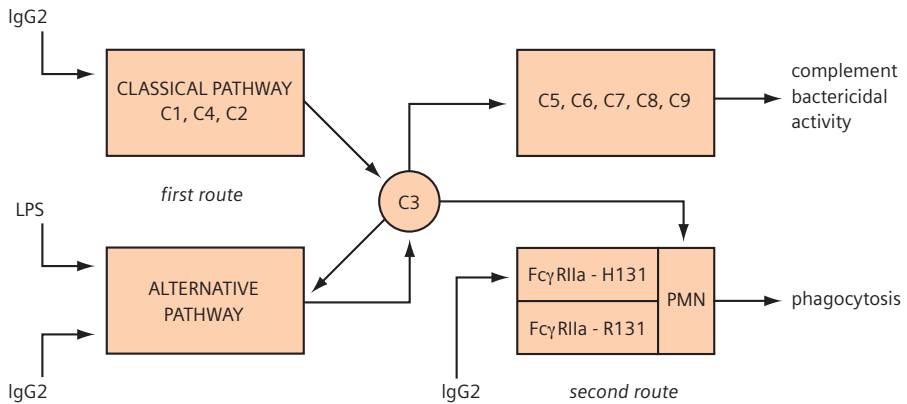 IgG2
CLASSICAL PATHWAY
C1, C4, C2
C5, C6, C7, C8, C9
complement
bactericidal
activity
first route
C3
LPS
ALTERNATIVE
PATHWAY
FcγRIIa - H131
FcγRIIa - R131
PMN
phagocytosis
IgG2
IgG2
second route